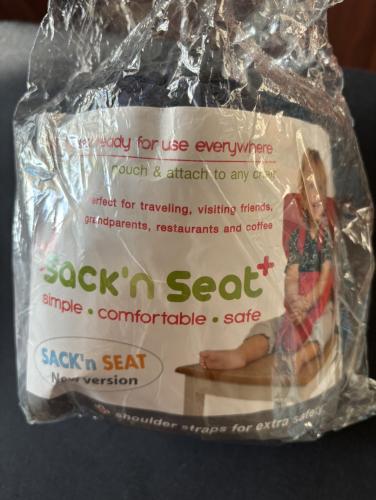 ready for use everywhere
pouch & attach to any chair
perfect for traveling, visiting friends,
grandparents, restaurants and coffee
Sack'n Seat+
simple • comfortable • safe
SACK'n SEAT
New version
shoulder straps for extra safety